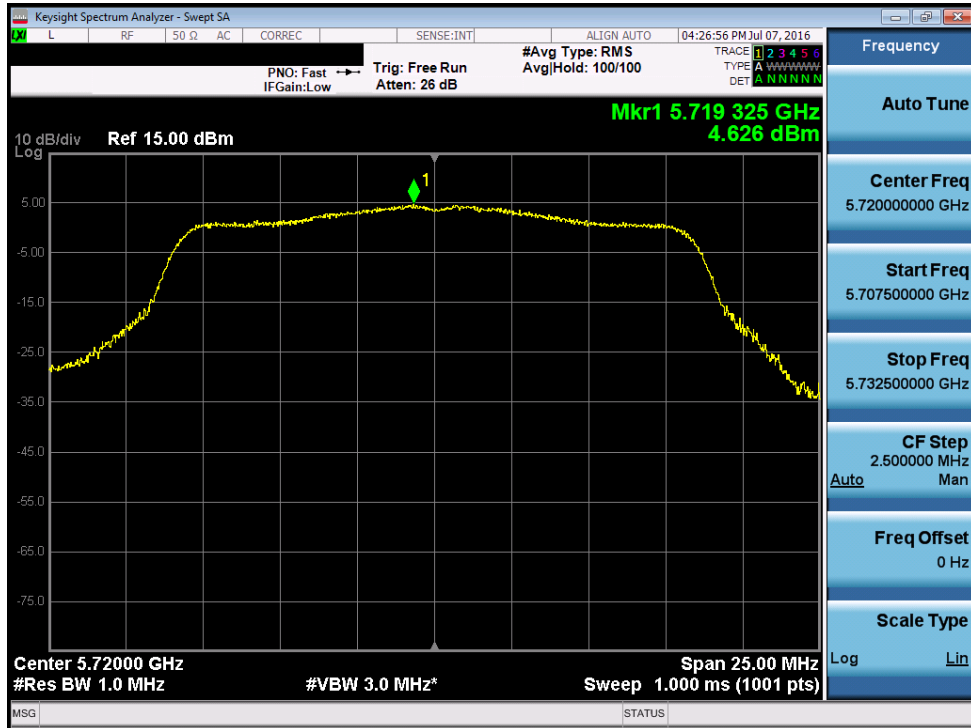 Keysight Spectrum Analyzer - Swept SA
LXI L RF 50 Ω AC CORREC SENSE:INT ALIGN AUTO 04:26:56 PM Jul 07, 2016
PNO: Fast
IFGain:Low
Trig: Free Run
Atten: 26 dB
#Avg Type: RMS
Avg|Hold: 100/100
TRACE 1 2 3 4 5 6
TYPE A WWWWW
DET A N N N N N
Mkr1 5.719 325 GHz
4.626 dBm
10 dB/div Ref 15.00 dBm
Log
1
5.00
-5.00
-15.0
-25.0
-35.0
-45.0
-55.0
-65.0
-75.0
Center 5.72000 GHz Span 25.00 MHz
#Res BW 1.0 MHz #VBW 3.0 MHz* Sweep 1.000 ms (1001 pts)
MSG STATUS
Frequency
Auto Tune
Center Freq
5.720000000 GHz
Start Freq
5.707500000 GHz
Stop Freq
5.732500000 GHz
CF Step
2.500000 MHz
Auto Man
Freq Offset
0 Hz
Scale Type
Log Lin